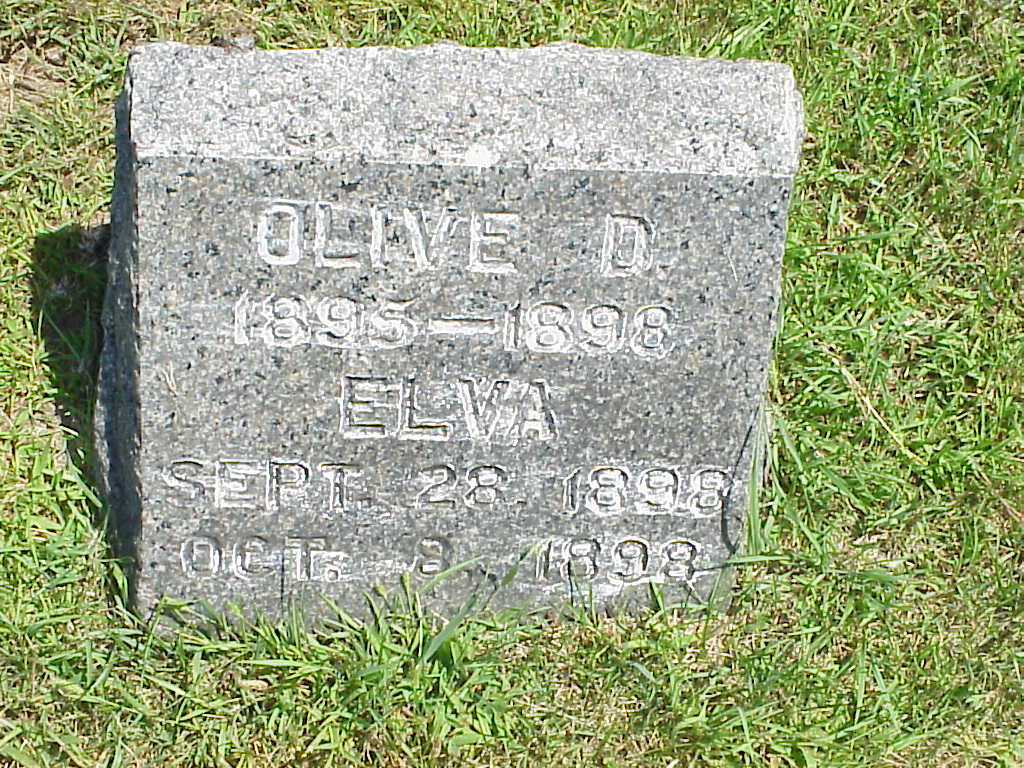 OLIVE D.
1895—1898
ELVA
SEPT. 28. 1898
OCT. 8, 1898